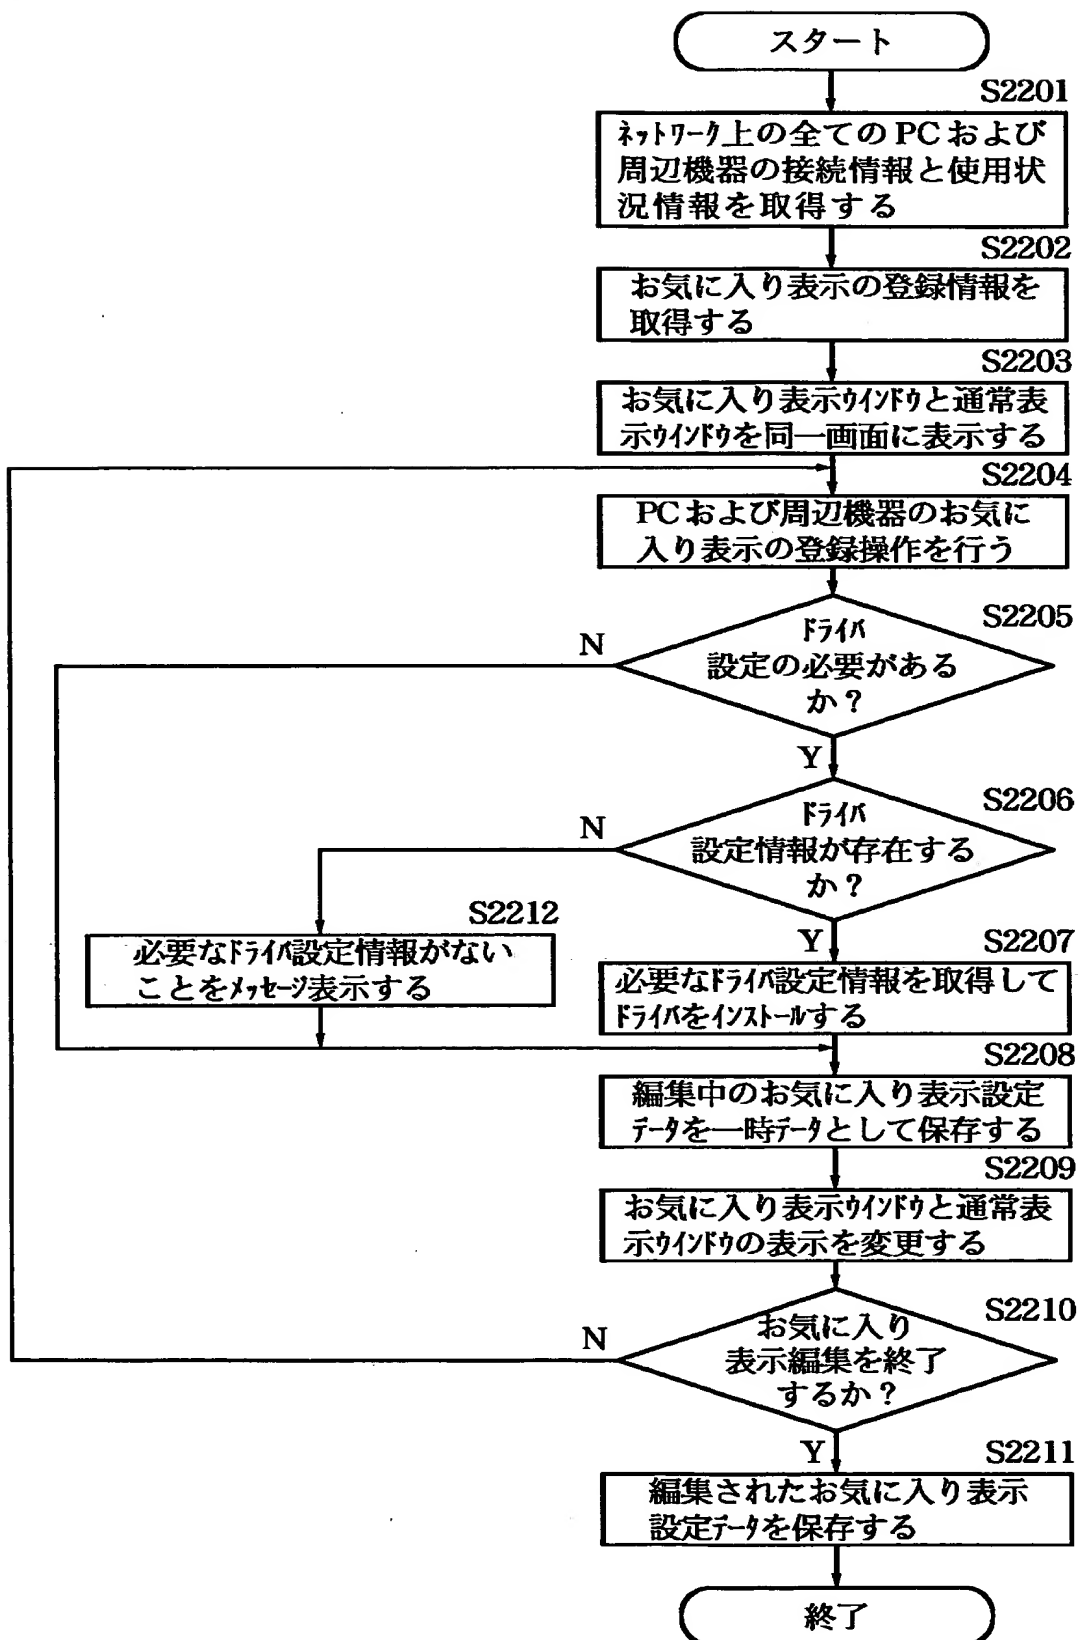 スタート
S2201
ネットワーク上の全てのPCおよび
周辺機器の接続情報と使用状
況情報を取得する
S2202
お気に入り表示の登録情報を
取得する
S2203
お気に入り表示ウインドウと通常表
示ウインドウを同一画面に表示する
S2204
PCおよび周辺機器のお気に
入り表示の登録操作を行う
S2205
ドライバ
設定の必要がある
か?
N
Y
S2206
ドライバ
設定情報が存在する
か?
N
Y
S2212
必要なドライバ設定情報がない
ことをメッセージ表示する
S2207
必要なドライバ設定情報を取得して
ドライバをインストールする
S2208
編集中のお気に入り表示設定
データを一時データとして保存する
S2209
お気に入り表示ウインドウと通常表
示ウインドウの表示を変更する
S2210
お気に入り
表示編集を終了
するか?
N
Y
S2211
編集されたお気に入り表示
設定データを保存する
終了